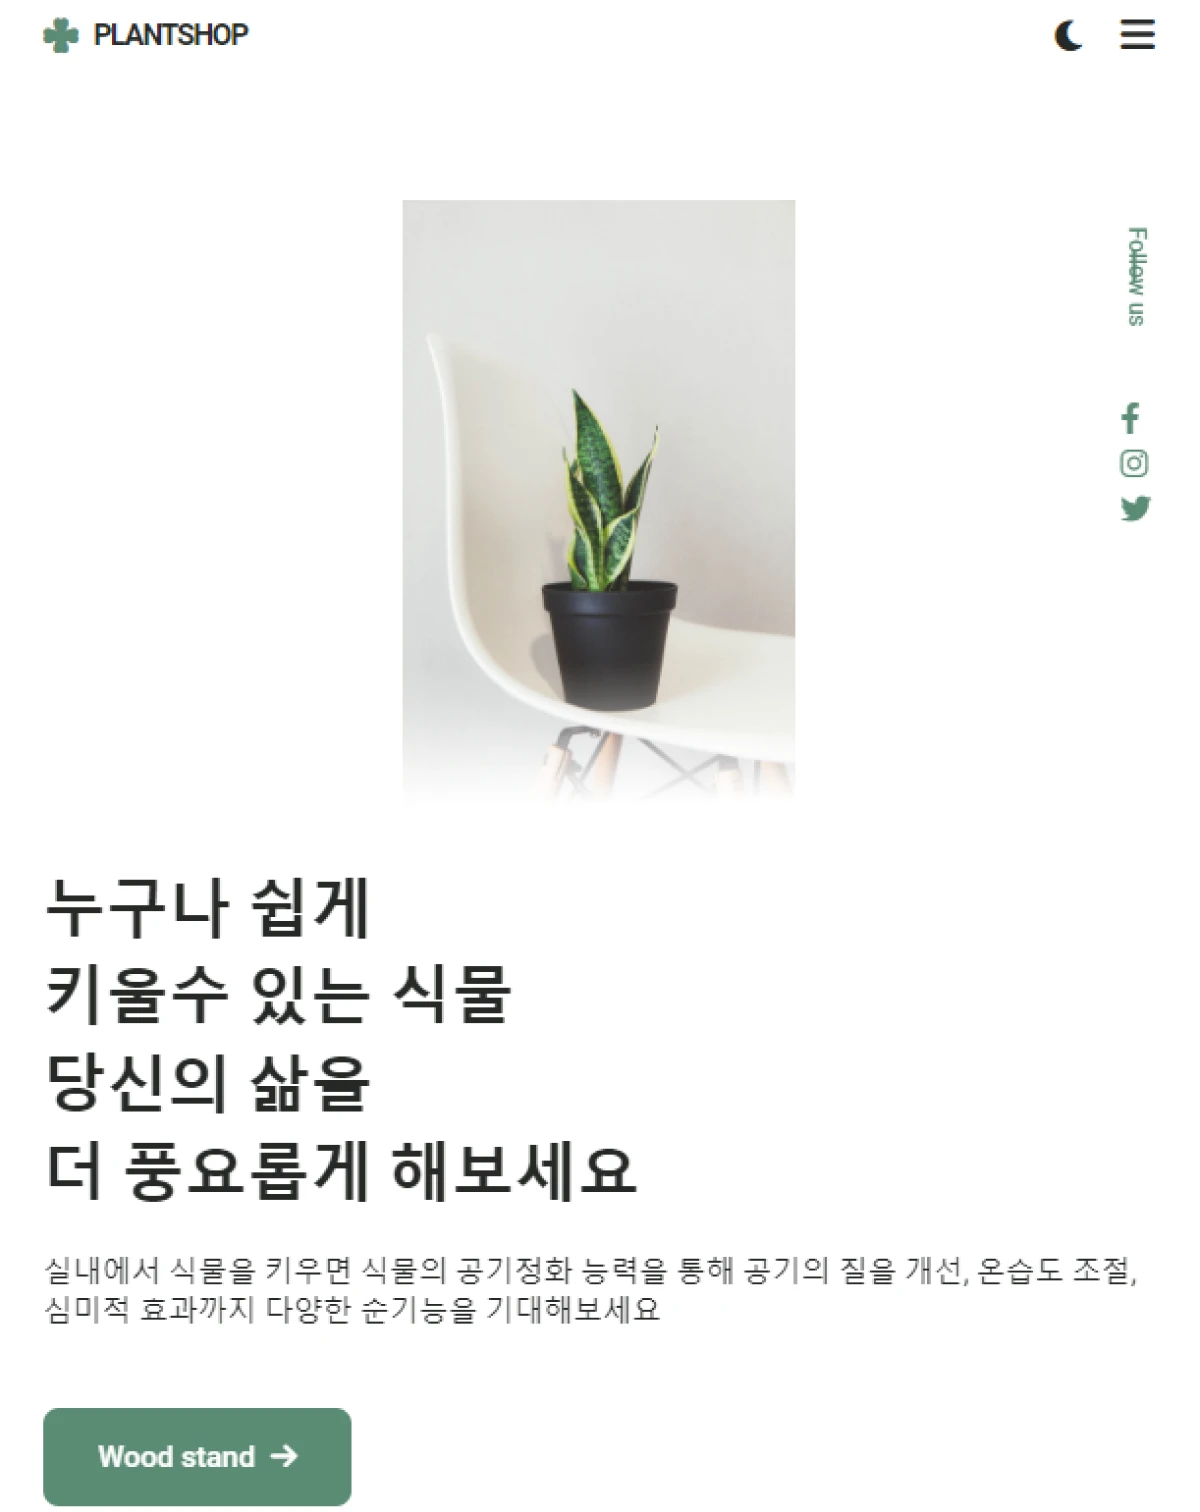 PLANTSHOP
Follow us
누구나 쉽게
키울수 있는 식물
당신의 삶을
더 풍요롭게 해보세요
실내에서 식물을 키우면 식물의 공기정화 능력을 통해 공기의 질을 개선, 온습도 조절,
심미적 효과까지 다양한 순기능을 기대해보세요
Wood stand →